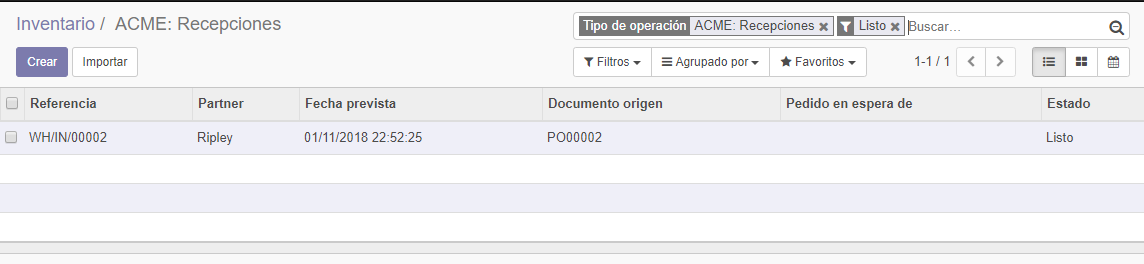 Inventario / ACME: Recepciones
Tipo de operación ACME: Recepciones Listo Buscar...
Crear Importar
Filtros Agrupado por Favoritos 1-1 / 1
Referencia Partner Fecha prevista Documento origen Pedido en espera de Estado
WH/IN/00002 Ripley 01/11/2018 22:52:25 PO00002 Listo